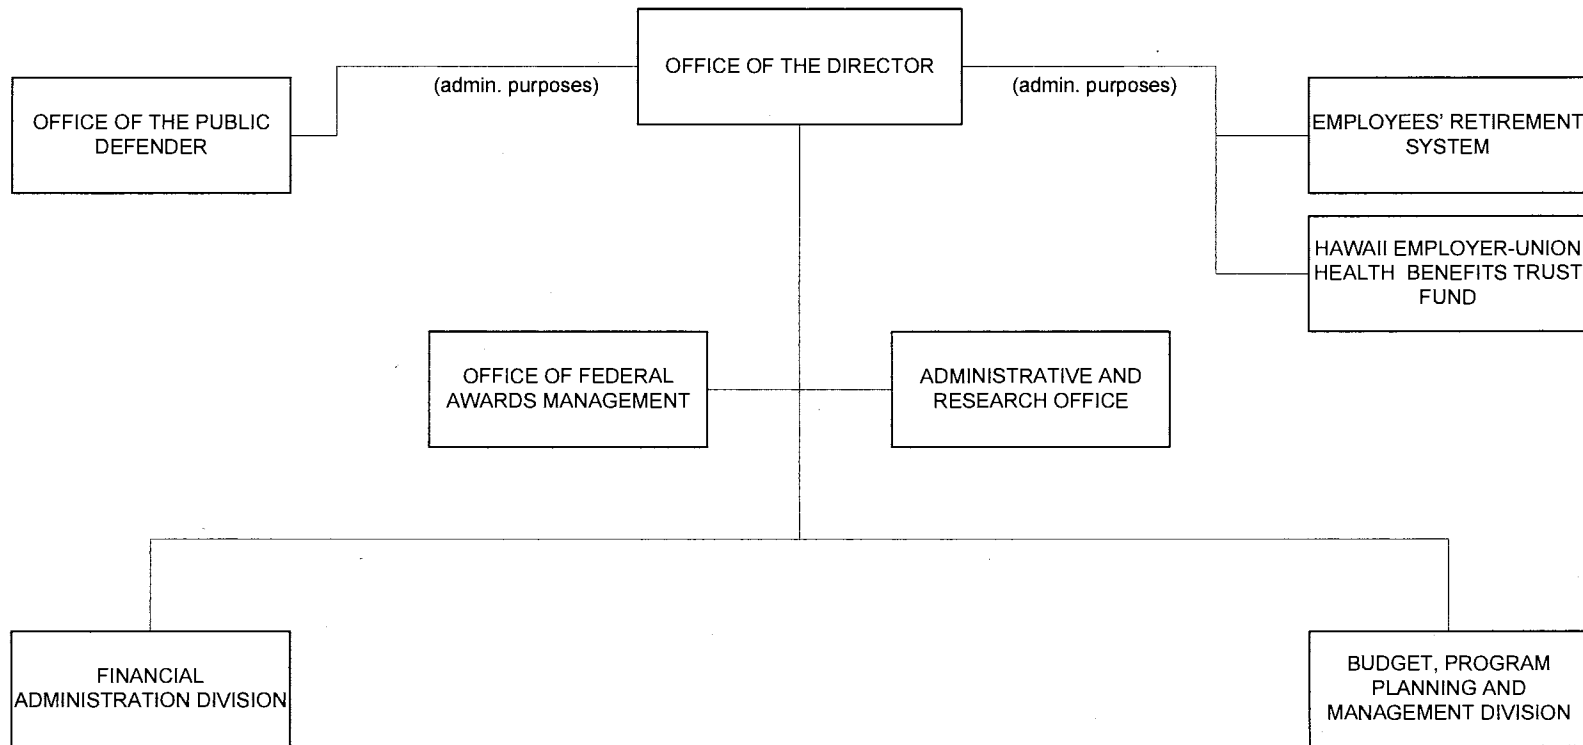 OFFICE OF THE DIRECTOR
(admin. purposes)
(admin. purposes)
OFFICE OF THE PUBLIC
DEFENDER
EMPLOYEES' RETIREMENT
SYSTEM
HAWAII EMPLOYER-UNION
HEALTH BENEFITS TRUST
FUND
OFFICE OF FEDERAL
AWARDS MANAGEMENT
ADMINISTRATIVE AND
RESEARCH OFFICE
FINANCIAL
ADMINISTRATION DIVISION
BUDGET, PROGRAM
PLANNING AND
MANAGEMENT DIVISION